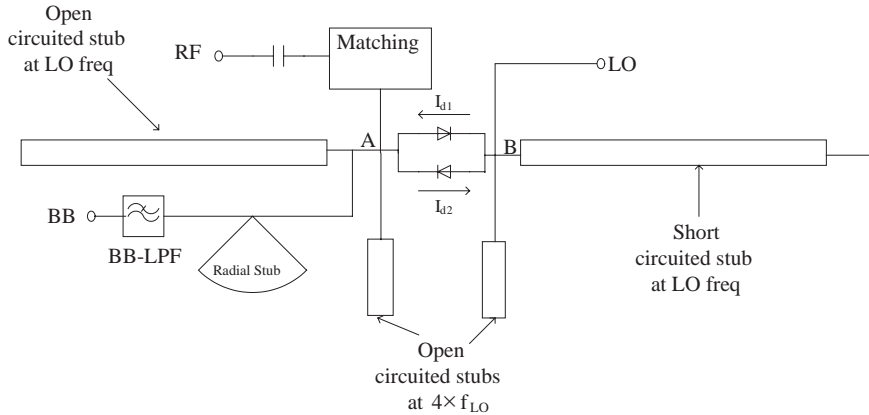 Open
circuited stub
at LO freq
RF
Matching
LO
I_d1
A
B
I_d2
BB
BB-LPF
Radial Stub
Short
circuited stub
at LO freq
Open
circuited stubs
at 4× f_LO